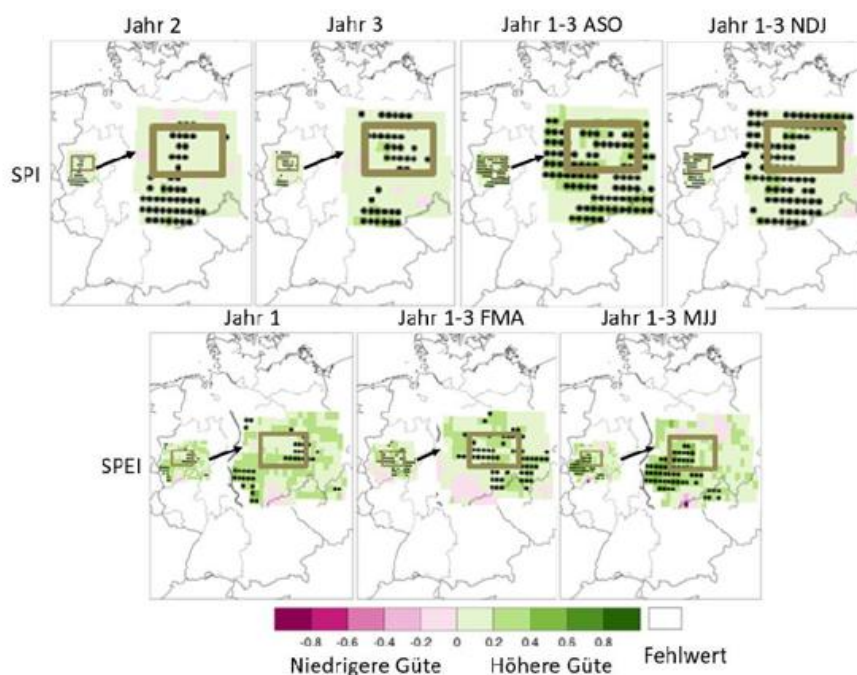 Jahr 2 Jahr 3 Jahr 1-3 ASO Jahr 1-3 NDJ
SPI
Jahr 1 Jahr 1-3 FMA Jahr 1-3 MJJ
SPEI
-0.8 -0.6 -0.4 -0.2 0 0.2 0.4 0.6 0.8
Niedrigere Güte Höhere Güte Fehlwert